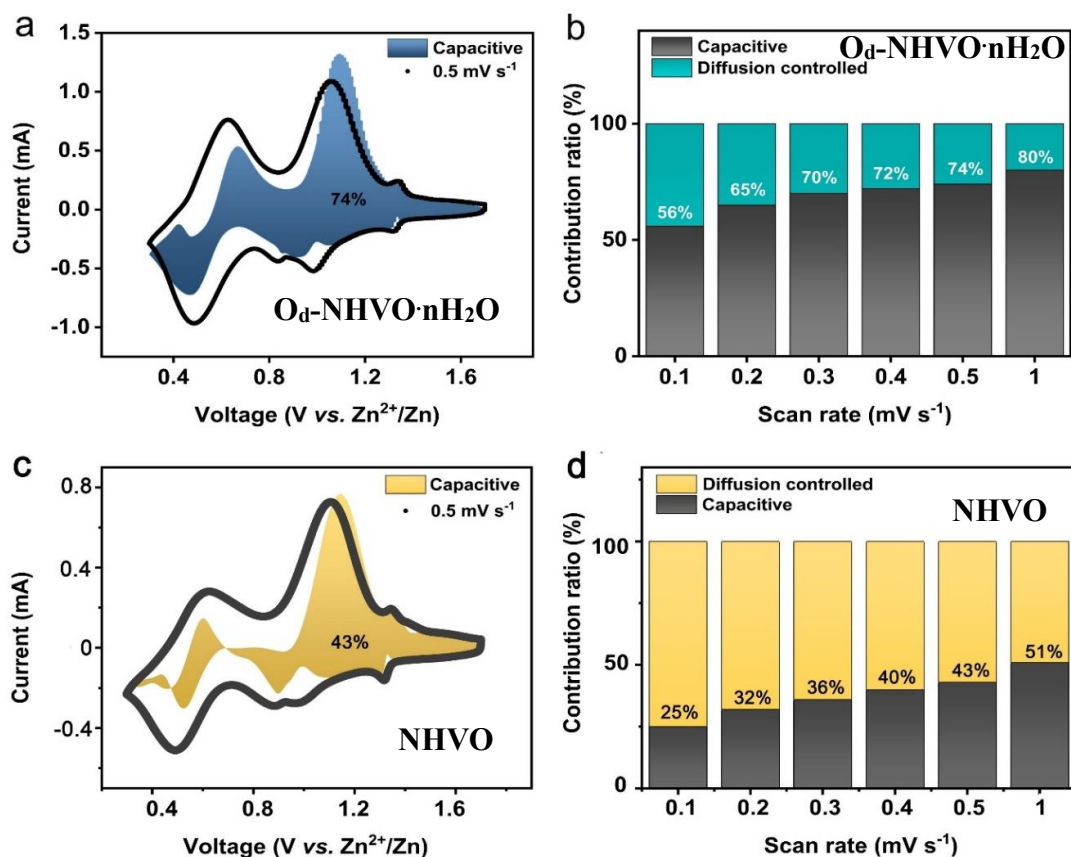 a
Capacitive
0.5 mV s⁻¹
1.5
1.0
0.5
0.0
-0.5
-1.0
Current (mA)
74%
Od-NHVO·nH2O
0.4 0.8 1.2 1.6
Voltage (V vs. Zn²⁺/Zn)
b
Od-NHVO·nH2O
Capacitive
Diffusion controlled
100
50
0
Contribution ratio (%)
56% 65% 70% 72% 74% 80%
0.1 0.2 0.3 0.4 0.5 1
Scan rate (mV s⁻¹)
c
Capacitive
0.5 mV s⁻¹
0.8
0.4
0
-0.4
Current (mA)
43%
NHVO
0.4 0.8 1.2 1.6
Voltage (V vs. Zn²⁺/Zn)
d
Diffusion controlled
Capacitive
NHVO
100
50
0
Contribution ratio (%)
25% 32% 36% 40% 43% 51%
0.1 0.2 0.3 0.4 0.5 1
Scan rate (mV s⁻¹)